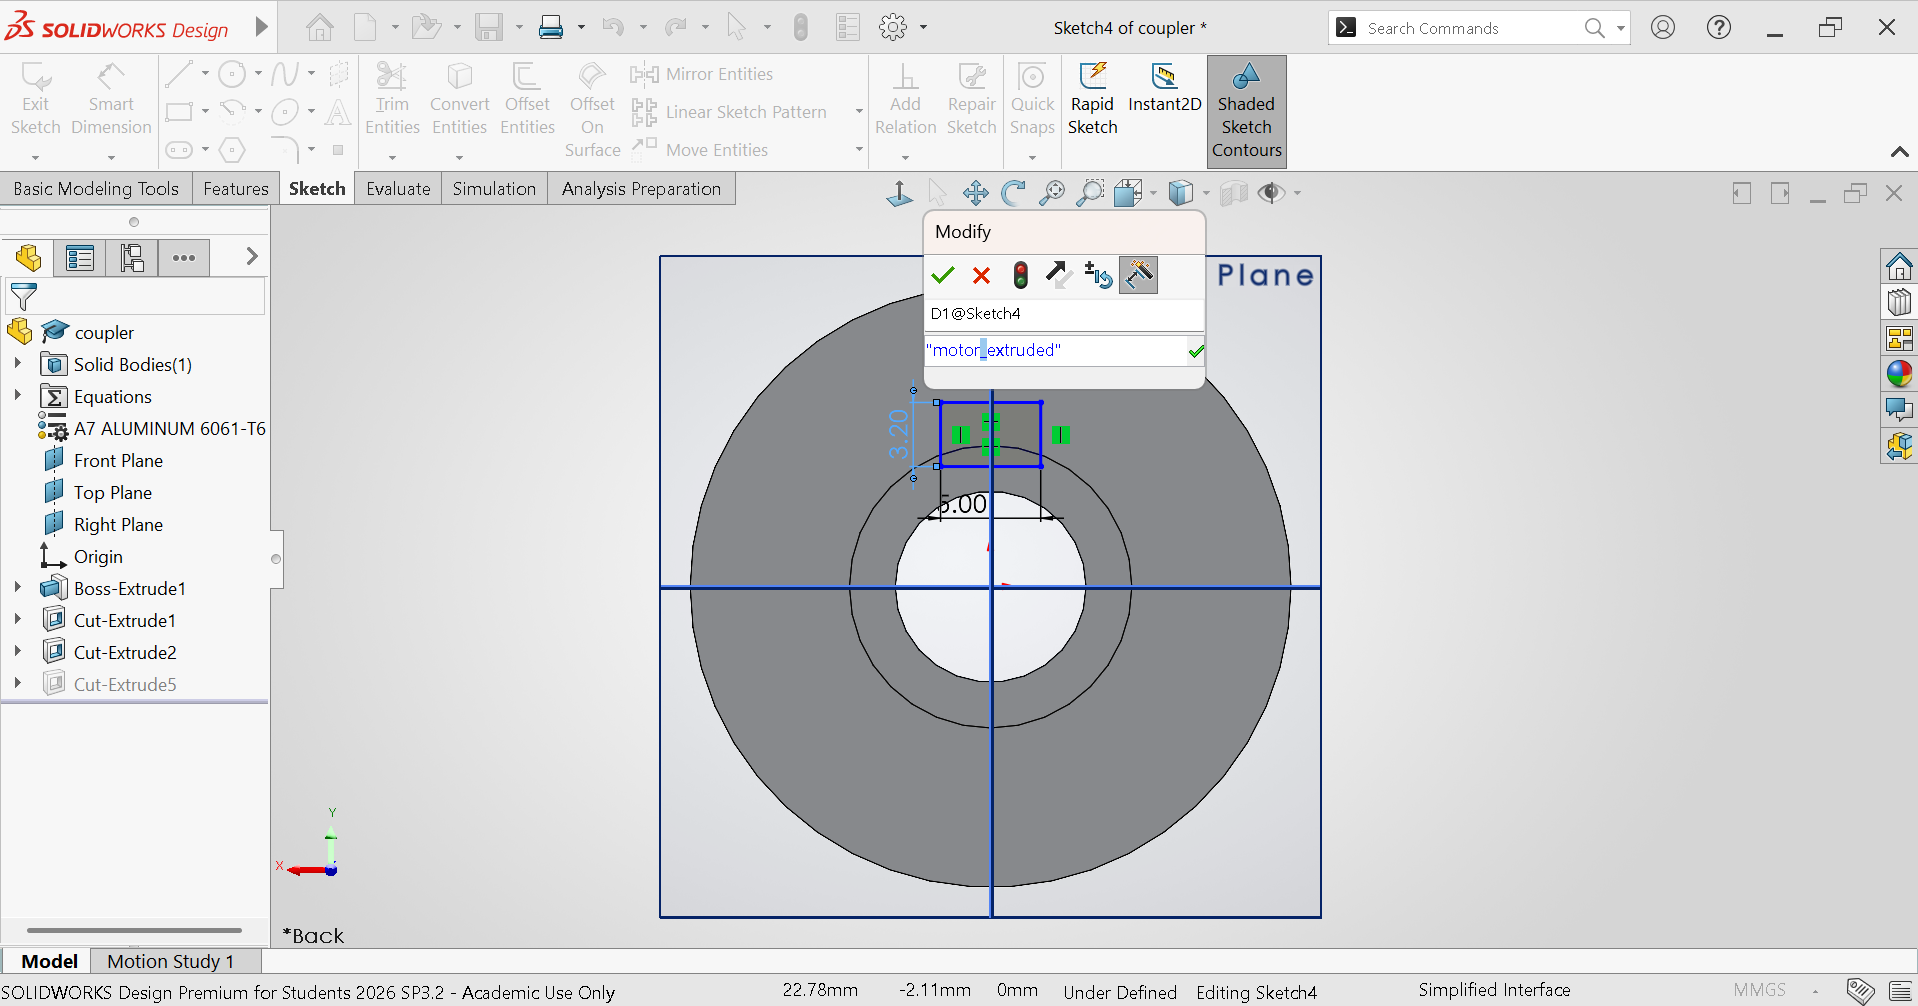 SOLIDWORKS Design
Sketch4 of coupler *
Search Commands
Exit Sketch
Smart Dimension
Trim Entities
Convert Entities
Offset Entities
Offset On Surface
Mirror Entities
Linear Sketch Pattern
Move Entities
Add Relation
Repair Sketch
Quick Snaps
Rapid Sketch
Instant2D
Shaded Sketch Contours
Basic Modeling Tools
Features
Sketch
Evaluate
Simulation
Analysis Preparation
Modify
D1@Sketch4
"motor_extruded"
Plane
coupler
Solid Bodies(1)
Equations
A7 ALUMINUM 6061-T6
Front Plane
Top Plane
Right Plane
Origin
Boss-Extrude1
Cut-Extrude1
Cut-Extrude2
Cut-Extrude5
3.20
5.00
Y
X
*Back
Model
Motion Study 1
SOLIDWORKS Design Premium for Students 2026 SP3.2 - Academic Use Only
22.78mm
-2.11mm
0mm
Under Defined
Editing Sketch4
Simplified Interface
MMGS